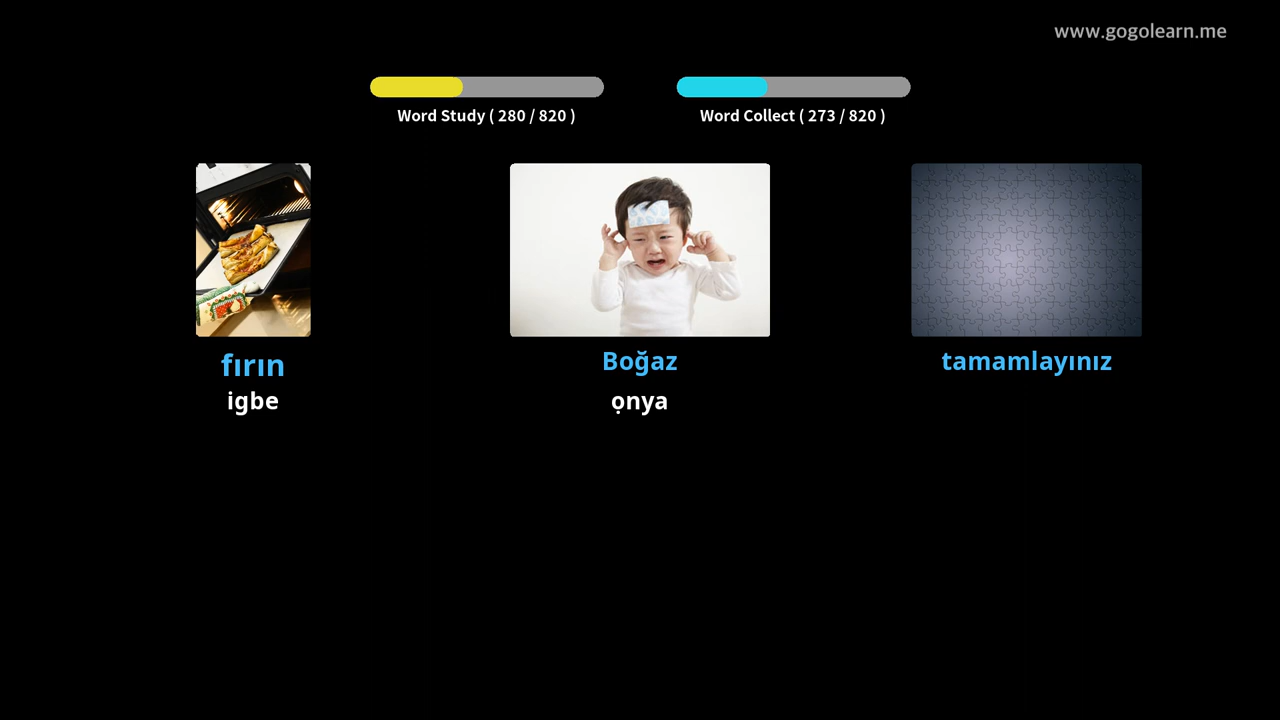 www.gogolearn.me
Word Study ( 280 / 820 )
Word Collect ( 273 / 820 )
fırın
igbe
Boğaz
ọnya
tamamlayınız